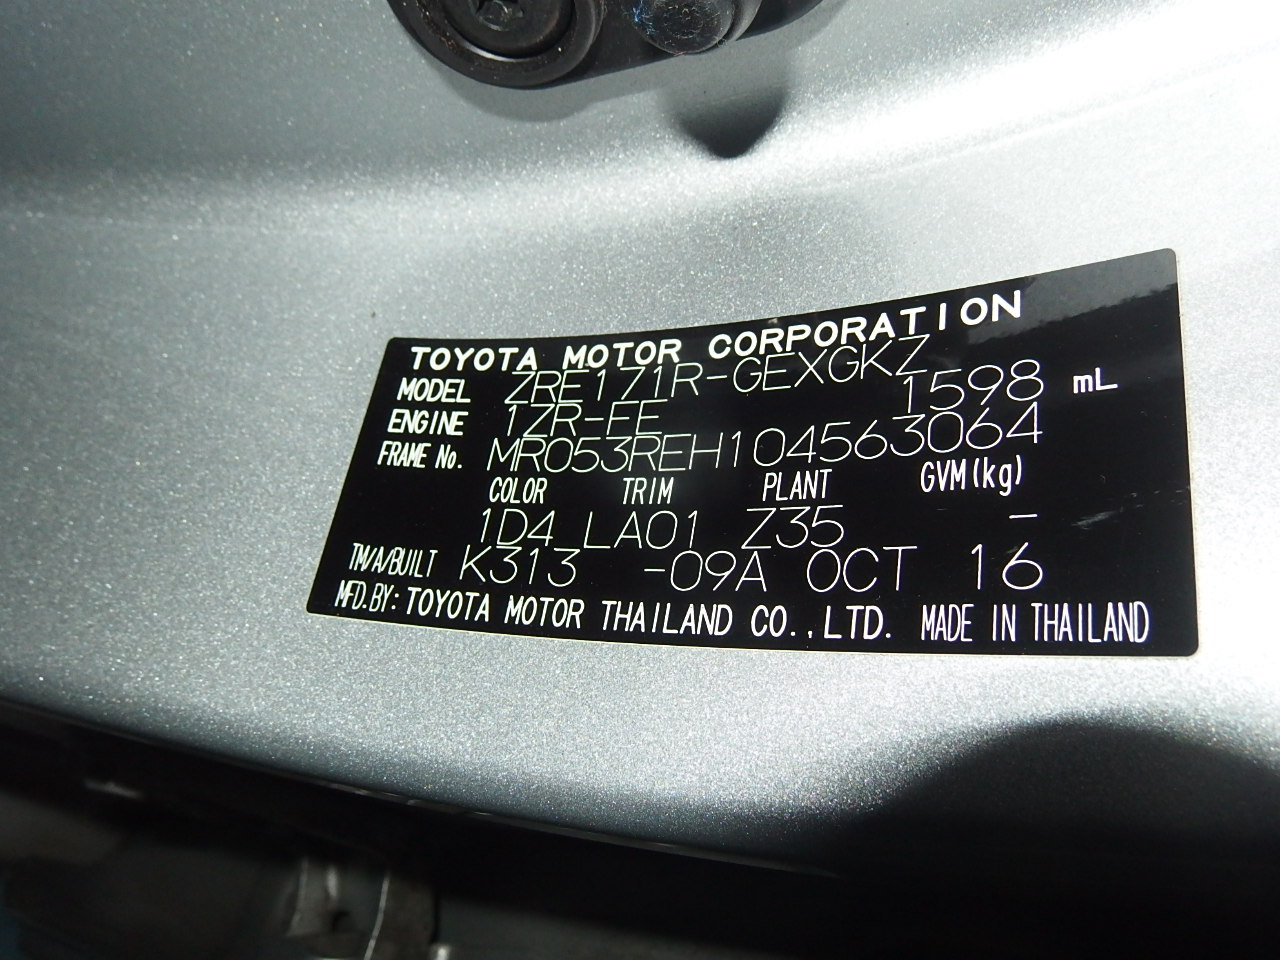 TOYOTA MOTOR CORPORATION
MODEL ZRE171R-GEXGKZ
ENGINE 1ZR-FE 1598 mL
FRAME No. MR053REH104563064
COLOR TRIM PLANT GVM(kg)
1D4 LA01 Z35 -
TM/A/BUILT K313 -09A OCT 16
MFD.BY: TOYOTA MOTOR THAILAND CO.,LTD. MADE IN THAILAND